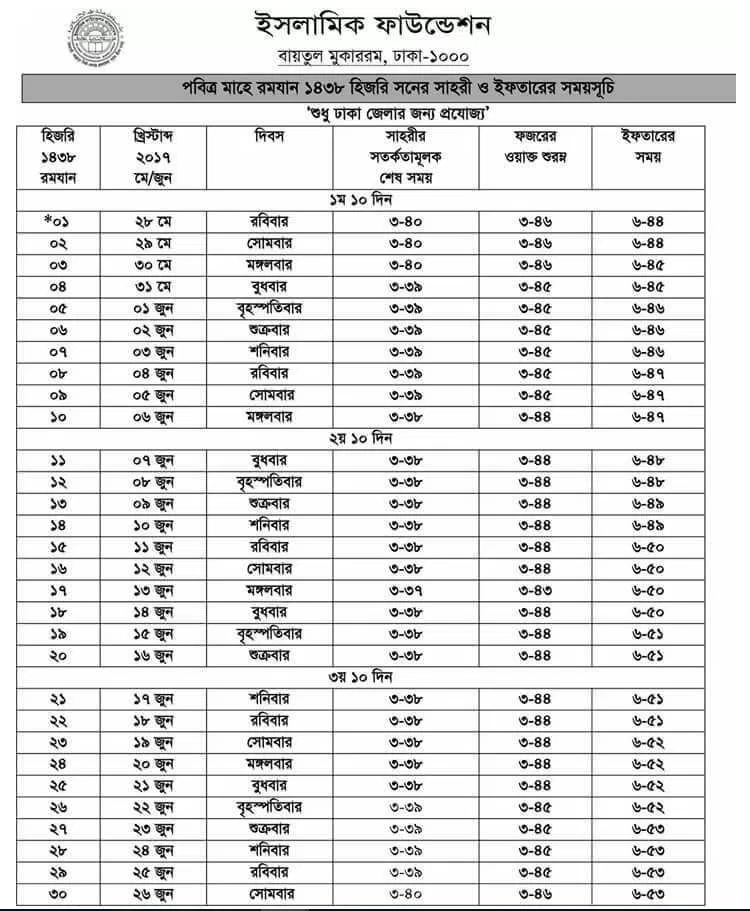 ইসলামিক ফাউন্ডেশন
বায়তুল মুকাররম, ঢাকা-১০০০
পবিত্র মাহে রমযান ১৪৩৮ হিজরি সনের সাহরী ও ইফতারের সময়সূচি
‘শুধু ঢাকা জেলার জন্য প্রযোজ্য’
হিজরি ১৪৩৮ রমযান খ্রিস্টাব্দ ২০১৭ মে/জুন দিবস সাহরীর সতর্কতামূলক শেষ সময় ফজরের ওয়াক্ত শুরু ইফতারের সময়
১ম ১০ দিন
*০১ ২৮ মে রবিবার ৩-৪০ ৩-৪৬ ৬-৪৪
০২ ২৯ মে সোমবার ৩-৪০ ৩-৪৬ ৬-৪৪
০৩ ৩০ মে মঙ্গলবার ৩-৪০ ৩-৪৬ ৬-৪৫
০৪ ৩১ মে বুধবার ৩-৩৯ ৩-৪৫ ৬-৪৫
০৫ ০১ জুন বৃহস্পতিবার ৩-৩৯ ৩-৪৫ ৬-৪৬
০৬ ০২ জুন শুক্রবার ৩-৩৯ ৩-৪৫ ৬-৪৬
০৭ ০৩ জুন শনিবার ৩-৩৯ ৩-৪৫ ৬-৪৬
০৮ ০৪ জুন রবিবার ৩-৩৯ ৩-৪৫ ৬-৪৭
০৯ ০৫ জুন সোমবার ৩-৩৯ ৩-৪৫ ৬-৪৭
১০ ০৬ জুন মঙ্গলবার ৩-৩৮ ৩-৪৪ ৬-৪৭
২য় ১০ দিন
১১ ০৭ জুন বুধবার ৩-৩৮ ৩-৪৪ ৬-৪৮
১২ ০৮ জুন বৃহস্পতিবার ৩-৩৮ ৩-৪৪ ৬-৪৮
১৩ ০৯ জুন শুক্রবার ৩-৩৮ ৩-৪৪ ৬-৪৯
১৪ ১০ জুন শনিবার ৩-৩৮ ৩-৪৪ ৬-৪৯
১৫ ১১ জুন রবিবার ৩-৩৮ ৩-৪৪ ৬-৫০
১৬ ১২ জুন সোমবার ৩-৩৮ ৩-৪৪ ৬-৫০
১৭ ১৩ জুন মঙ্গলবার ৩-৩৭ ৩-৪৩ ৬-৫০
১৮ ১৪ জুন বুধবার ৩-৩৮ ৩-৪৪ ৬-৫০
১৯ ১৫ জুন বৃহস্পতিবার ৩-৩৮ ৩-৪৪ ৬-৫১
২০ ১৬ জুন শুক্রবার ৩-৩৮ ৩-৪৪ ৬-৫১
৩য় ১০ দিন
২১ ১৭ জুন শনিবার ৩-৩৮ ৩-৪৪ ৬-৫১
২২ ১৮ জুন রবিবার ৩-৩৮ ৩-৪৪ ৬-৫১
২৩ ১৯ জুন সোমবার ৩-৩৮ ৩-৪৪ ৬-৫২
২৪ ২০ জুন মঙ্গলবার ৩-৩৮ ৩-৪৪ ৬-৫২
২৫ ২১ জুন বুধবার ৩-৩৮ ৩-৪৪ ৬-৫২
২৬ ২২ জুন বৃহস্পতিবার ৩-৩৯ ৩-৪৫ ৬-৫২
২৭ ২৩ জুন শুক্রবার ৩-৩৯ ৩-৪৫ ৬-৫৩
২৮ ২৪ জুন শনিবার ৩-৩৯ ৩-৪৫ ৬-৫৩
২৯ ২৫ জুন রবিবার ৩-৩৯ ৩-৪৫ ৬-৫৩
৩০ ২৬ জুন সোমবার ৩-৪০ ৩-৪৬ ৬-৫৩